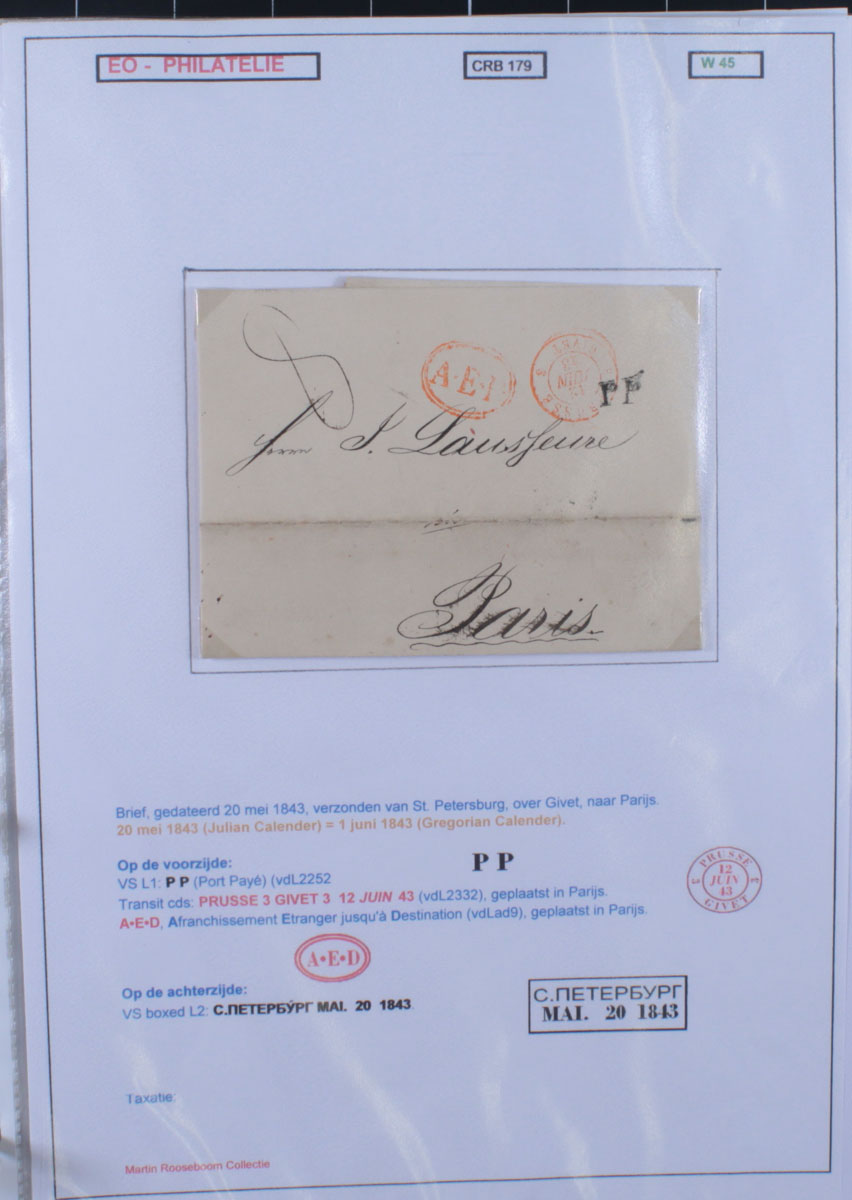 EO - PHILATELIE
CRB 179
W 45
A·E·D
PP
Herrn J.
Paris.
Brief, gedateerd 20 mei 1843, verzonden van St. Petersburg, over Givet, naar Parijs.
20 mei 1843 (Julian Calender) = 1 juni 1843 (Gregorian Calender).
Op de voorzijde:
P P
VS L1: P P (Port Payé) (vdL2252
Transit cds: PRUSSE 3 GIVET 3 12 JUIN 43 (vdL2332), geplaatst in Parijs.
A•E•D, Afranchissement Etranger jusqu'à Destination (vdLad9), geplaatst in Parijs.
PRUSSE
3 12 3
JUIN
43
GIVET
A•E•D
Op de achterzijde:
VS boxed L2: С.ПЕТЕРБУРГ MAI. 20 1843
С.ПЕТЕРБУРГ
MAI. 20 1843
Taxatie:
Martin Rooseboom Collectie